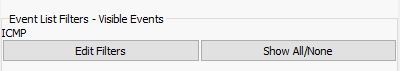 Event List Filters - Visible Events
ICMP
Edit Filters
Show All/None